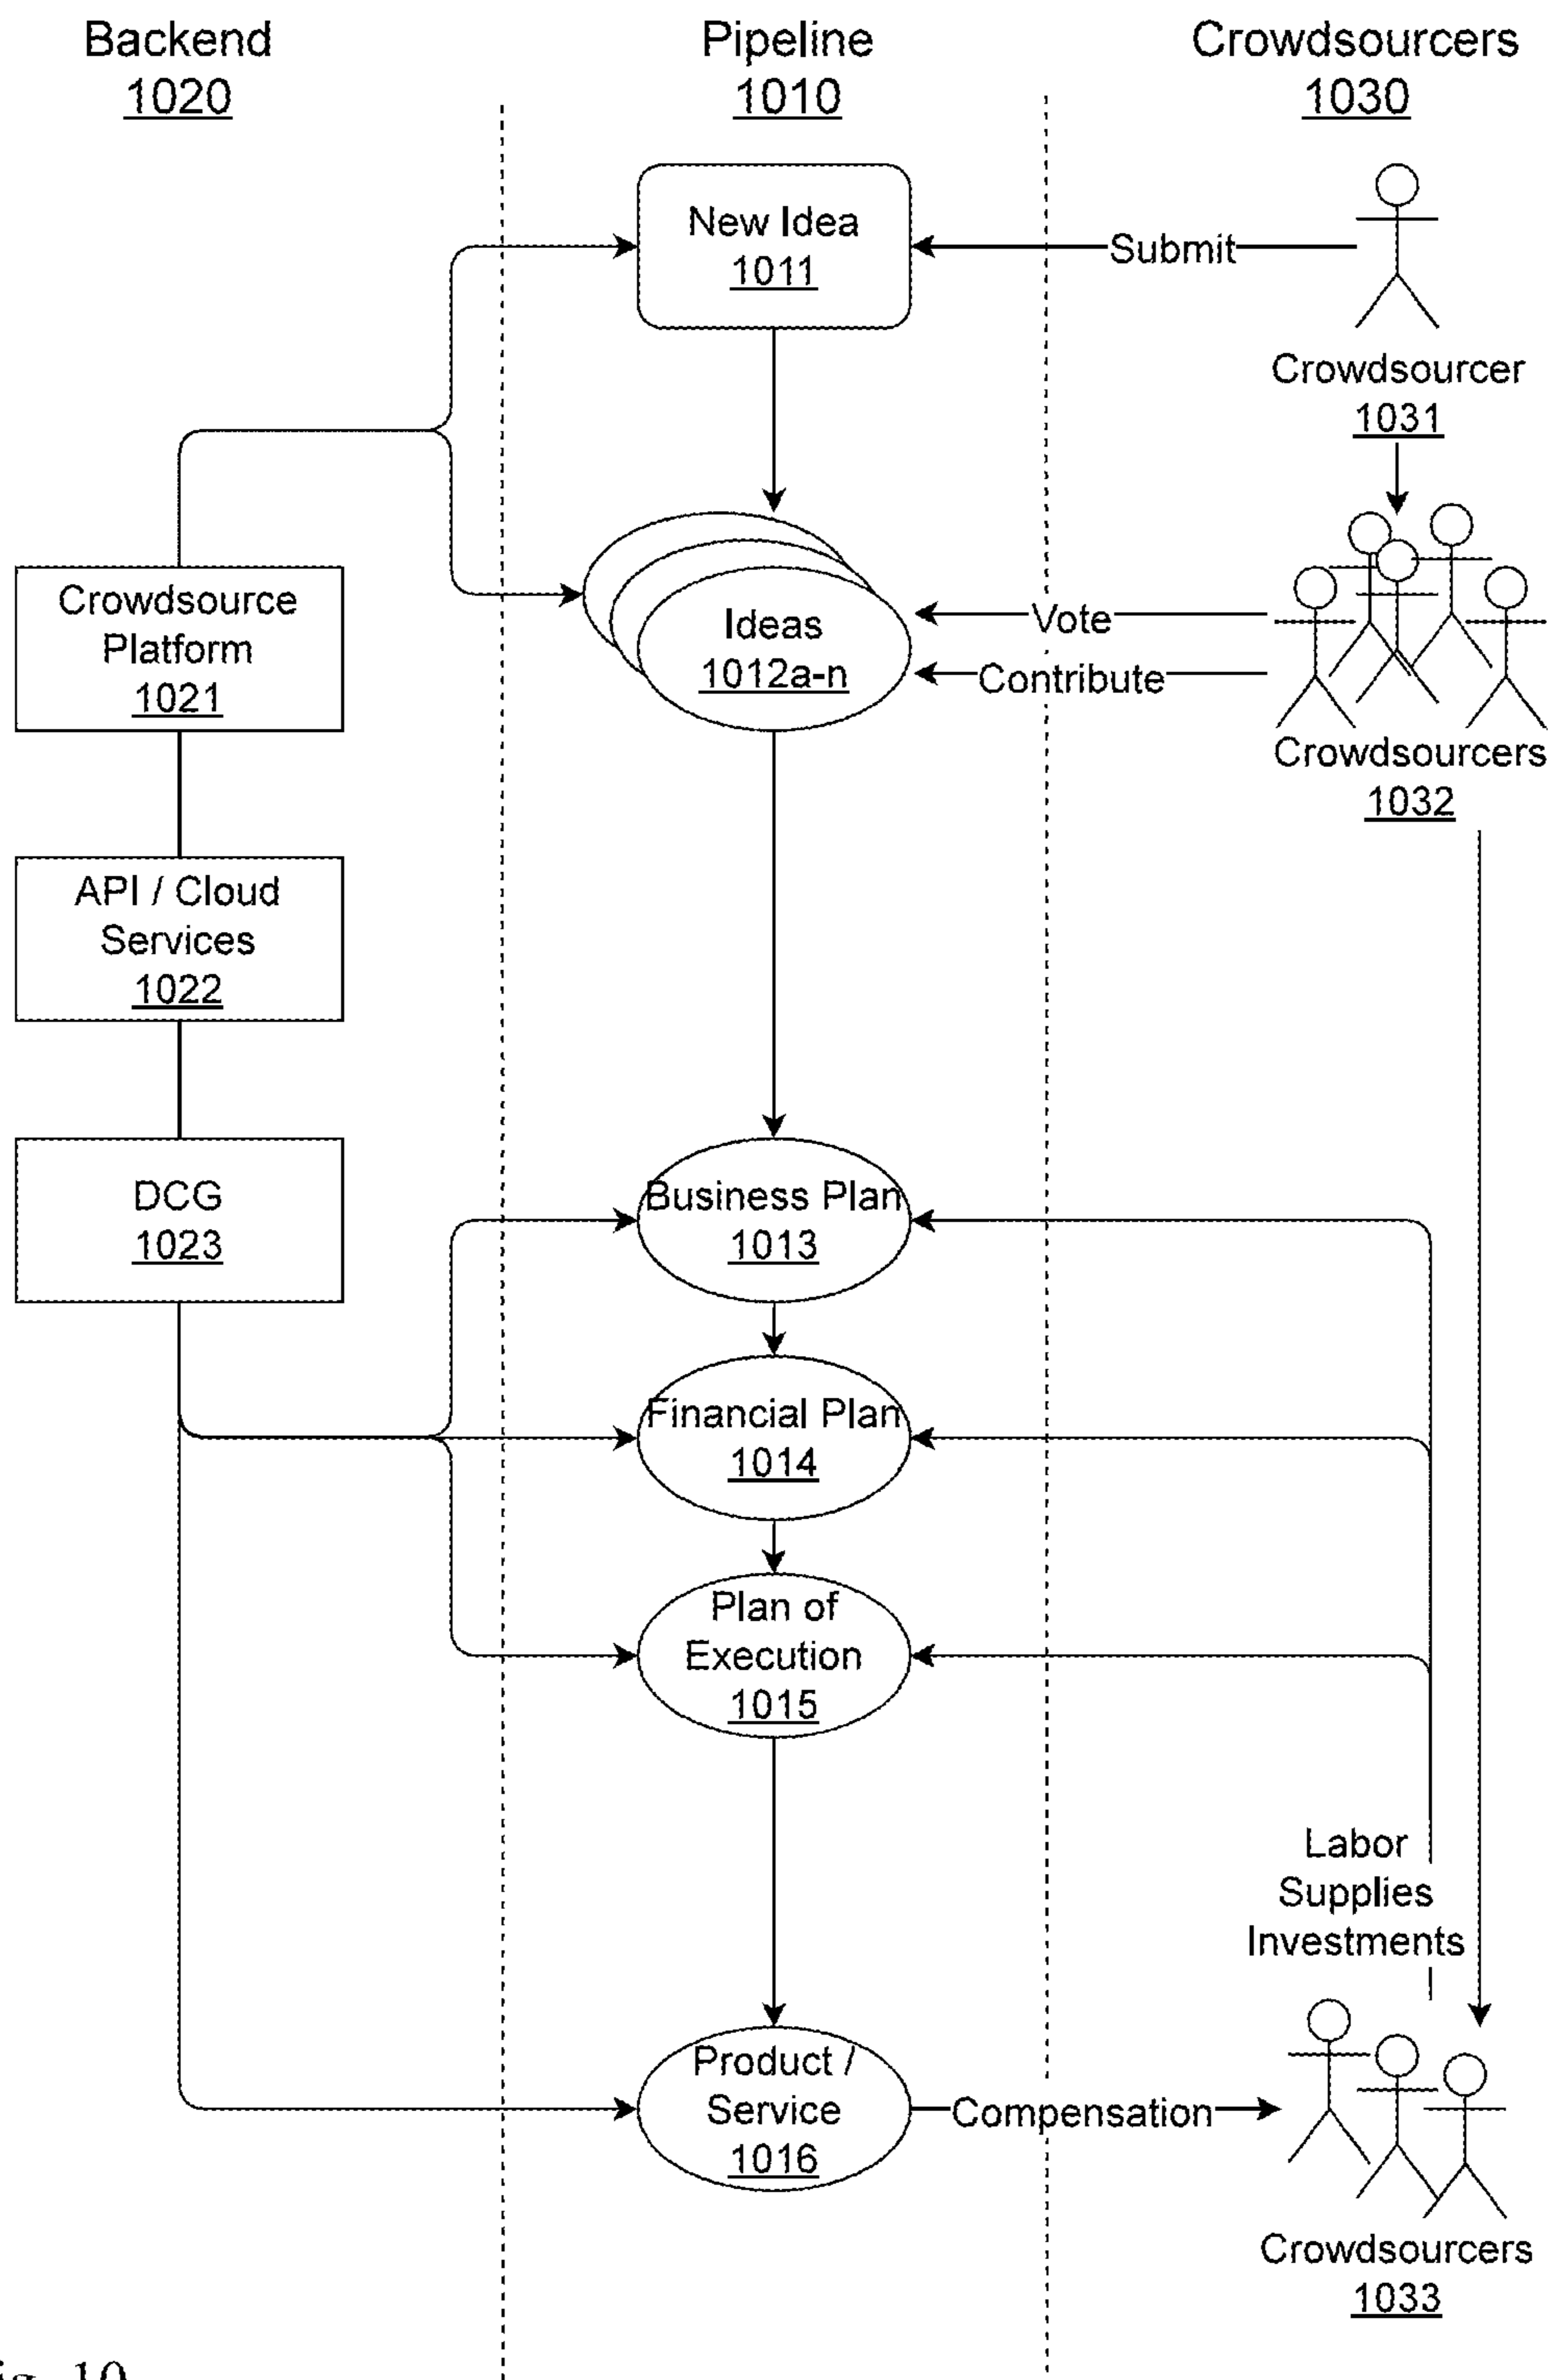 Backend
1020
Pipeline
1010
Crowdsourcers
1030
New Idea
1011
Submit
Crowdsourcer
1031
Crowdsource
Platform
1021
Ideas
1012a-n
Vote
Contribute
Crowdsourcers
1032
API / Cloud
Services
1022
DCG
1023
Business Plan
1013
Financial Plan
1014
Plan of
Execution
1015
Labor
Supplies
Investments
Product /
Service
1016
Compensation
Crowdsourcers
1033